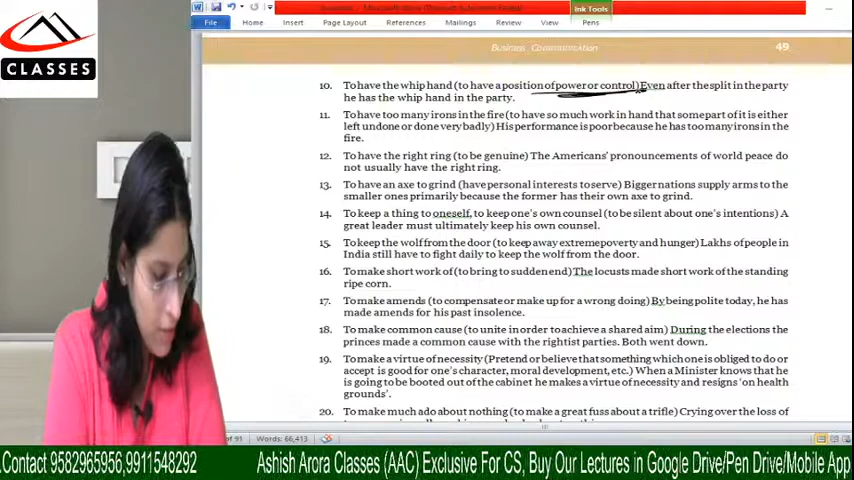 Ink Tools
File Home Insert Page Layout References Mailings Review View Pens
CLASSES
Business Communication 49
10. To have the whip hand (to have a position of power or control) Even after the split in the party
he has the whip hand in the party.
11. To have too many irons in the fire (to have so much work in hand that some part of it is either
left undone or done very badly) His performance is poor because he has too many irons in the
fire.
12. To have the right ring (to be genuine) The Americans' pronouncements of world peace do
not usually have the right ring.
13. To have an axe to grind (have personal interests to serve) Bigger nations supply arms to the
smaller ones primarily because the former has their own axe to grind.
14. To keep a thing to oneself, to keep one's own counsel (to be silent about one's intentions) A
great leader must ultimately keep his own counsel.
15. To keep the wolf from the door (to keep away extreme poverty and hunger) Lakhs of people in
India still have to fight daily to keep the wolf from the door.
16. To make short work of (to bring to sudden end) The locusts made short work of the standing
ripe corn.
17. To make amends (to compensate or make up for a wrong doing) By being polite today, he has
made amends for his past insolence.
18. To make common cause (to unite in order to achieve a shared aim) During the elections the
princes made a common cause with the rightist parties. Both went down.
19. To make a virtue of necessity (Pretend or believe that something which one is obliged to do or
accept is good for one's character, moral development, etc.) When a Minister knows that he
is going to be booted out of the cabinet he makes a virtue of necessity and resigns 'on health
grounds'.
20. To make much ado about nothing (to make a great fuss about a trifle) Crying over the loss of
of 91 Words: 66,413
.Contact 9582965956,9911548292 Ashish Arora Classes (AAC) Exclusive For CS, Buy Our Lectures in Google Drive/Pen Drive/Mobile App